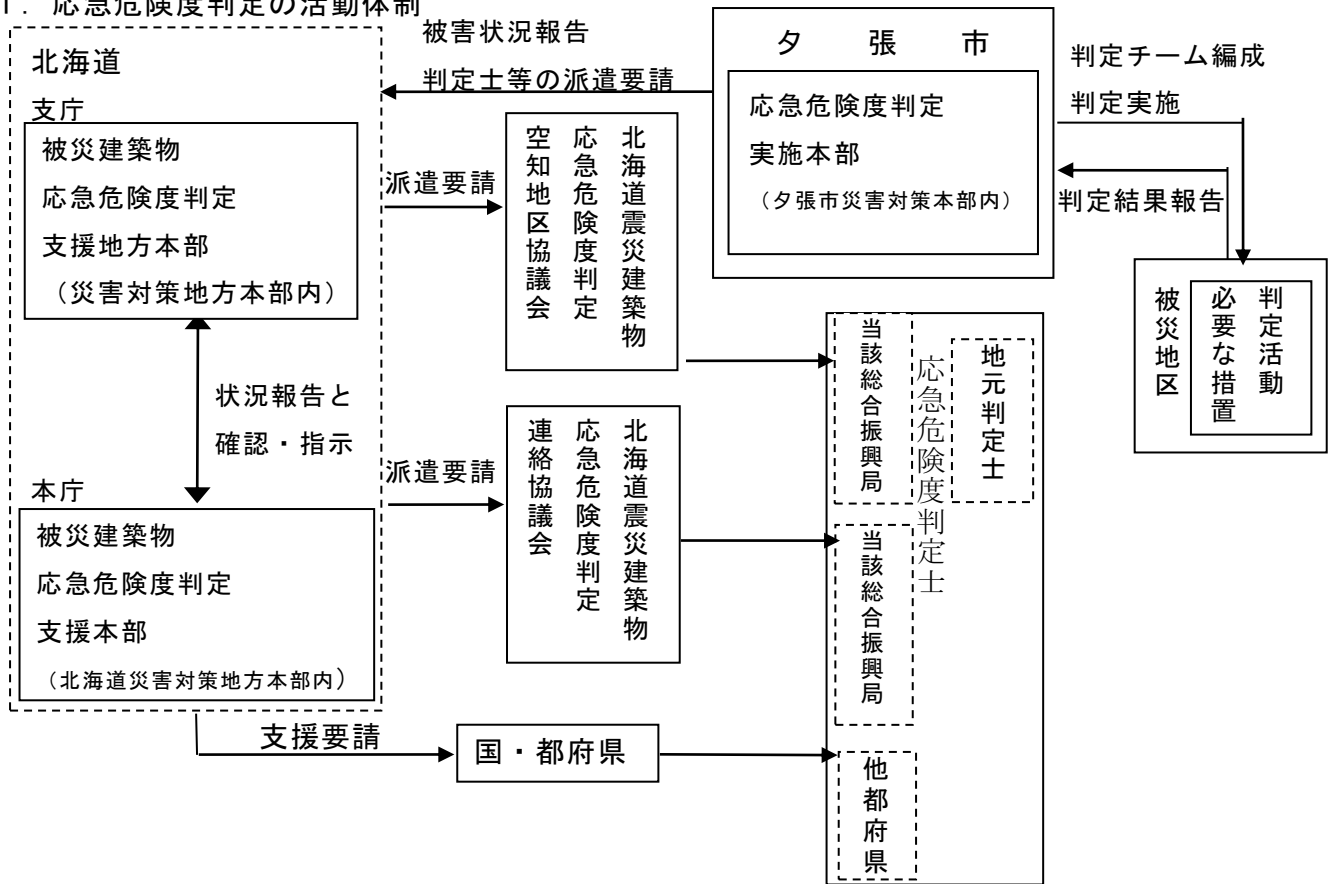 1. 応急危険度判定の活動体制
北海道
支庁
被災建築物
応急危険度判定
支援地方本部
（災害対策地方本部内）
状況報告と
確認・指示
本庁
被災建築物
応急危険度判定
支援本部
（北海道災害対策地方本部内）
被害状況報告
判定士等の派遣要請
派遣要請
北海道震災建築物
応急危険度判定
空知地区協議会
派遣要請
北海道震災建築物
応急危険度判定
連絡協議会
支援要請
国・都府県
夕張市
応急危険度判定
実施本部
（夕張市災害対策本部内）
判定チーム編成
判定実施
判定結果報告
判定活動
必要な措置
被災地区
地元判定士
応急危険度判定士
当該総合振興局
当該総合振興局
他都府県